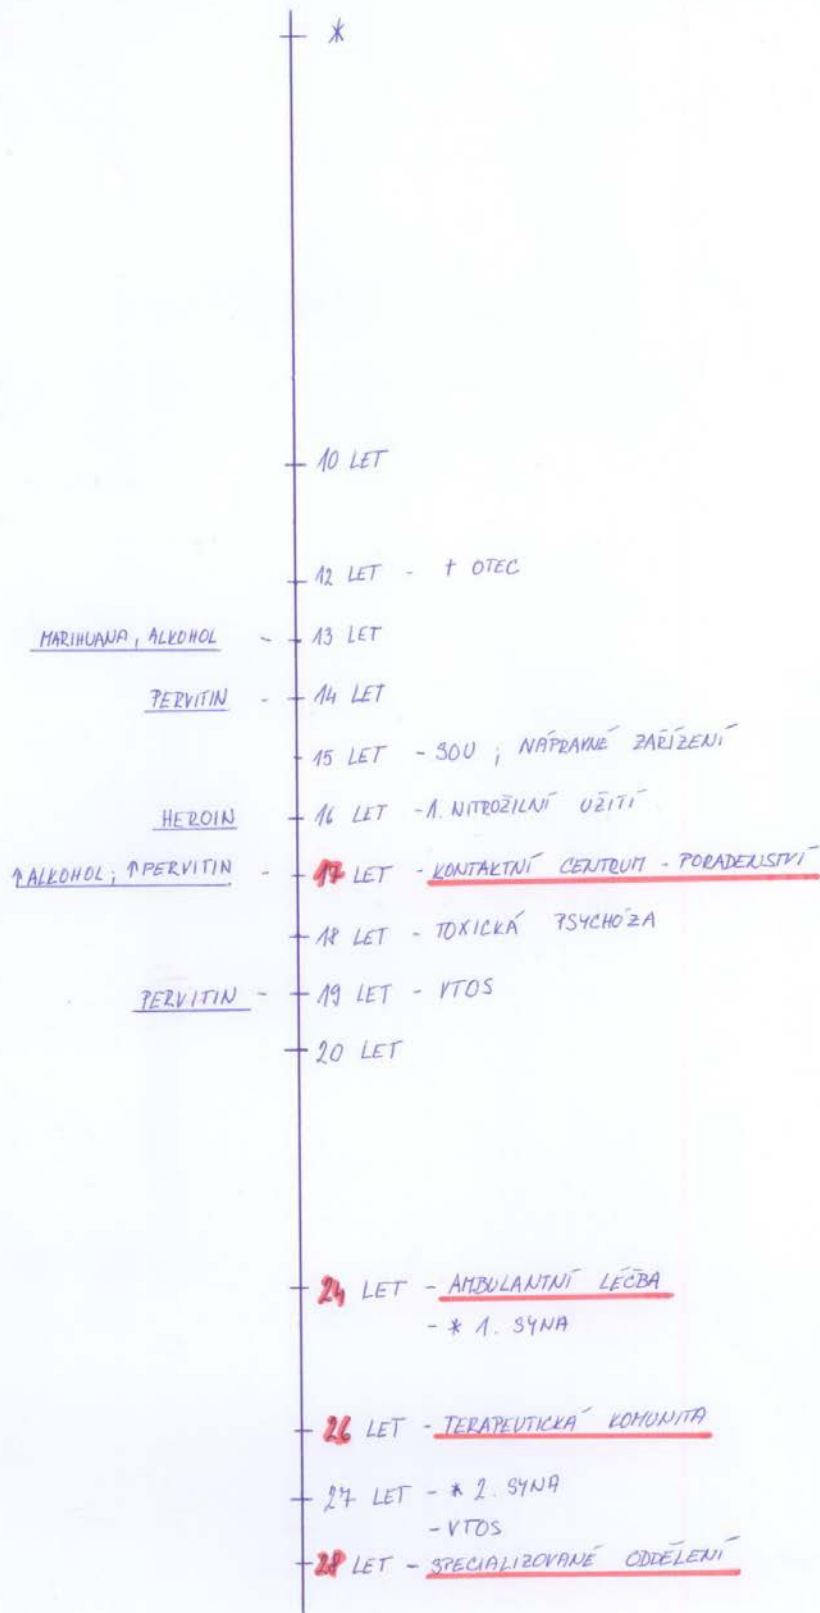 *
10 LET
12 LET - † OTEC
MARIHUANA, ALKOHOL - 13 LET
PERVITIN - 14 LET
15 LET - SOU ; NÁPRAVNÉ ZAŘÍZENÍ
HEROIN - 16 LET - 1. NITROŽILNÍ UŽITÍ
↑ALKOHOL; ↑PERVITIN - 17 LET - KONTAKTNÍ CENTRUM - PORADENSTVÍ
18 LET - TOXICKÁ PSYCHÓZA
PERVITIN - 19 LET - VTOS
20 LET
24 LET - AMBULANTNÍ LÉČBA
- * 1. SYNA
26 LET - TERAPEUTICKÁ KOMUNITA
27 LET - * 2. SYNA
- VTOS
28 LET - SPECIALIZOVANÉ ODDĚLENÍ